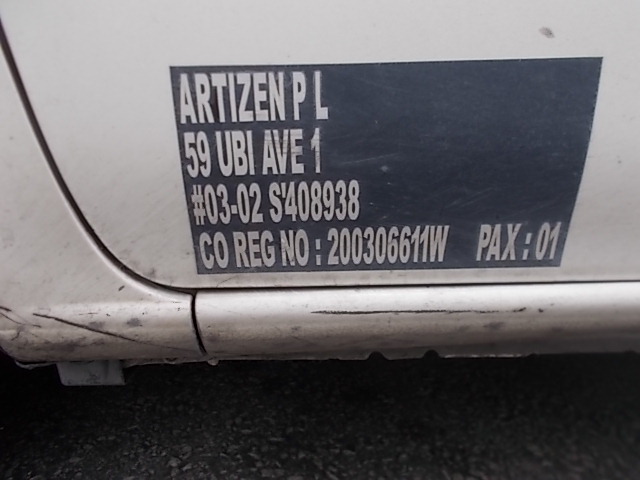 ARTIZEN P L
59 UBI AVE 1
#03-02 S'408938
CO REG NO : 200306611W PAX : 01